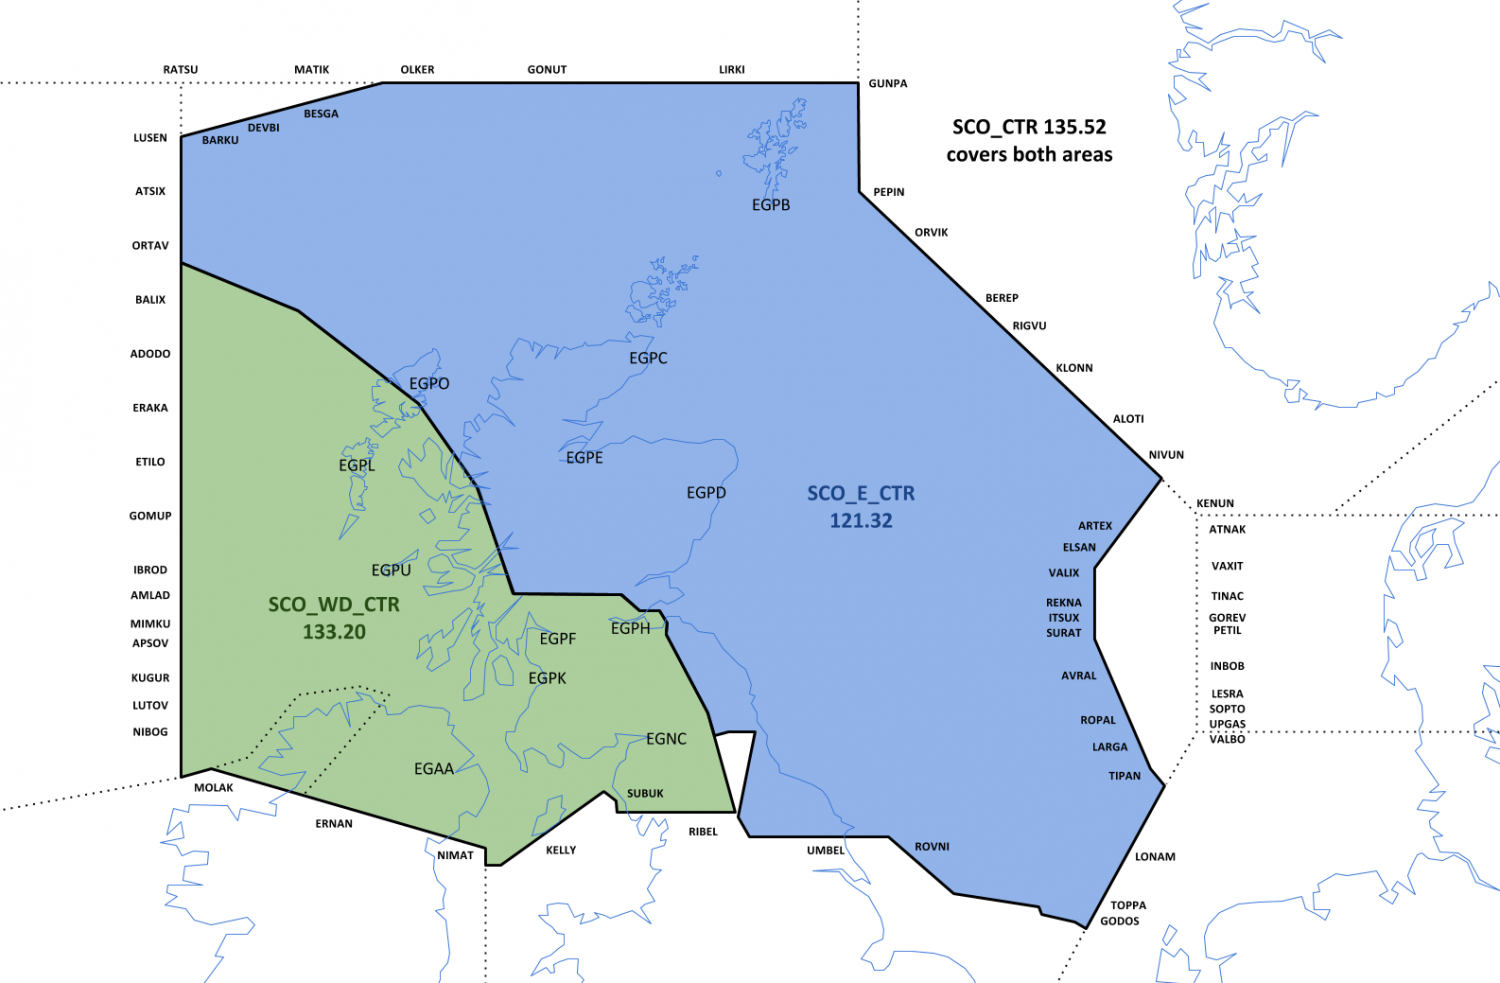 RATSU
MATIK
OLKER
GONUT
LIRKI
GUNPA
BESGA
DEVBI
BARKU
LUSEN
SCO_CTR 135.52
covers both areas
ATSIX
PEPIN
EGPB
ORVIK
ORTAV
BALIX
BEREP
RIGVU
ADODO
EGPC
KLONN
EGPO
ERAKA
ALOTI
NIVUN
ETILO
EGPL
EGPE
EGPD
SCO_E_CTR
121.32
KENUN
GOMUP
ARTEX
ATNAK
ELSAN
IBROD
EGPU
VALIX
VAXIT
AMLAD
SCO_WD_CTR
133.20
REKNA
TINAC
MIMKU
EGPH
ITSUX
GOREV
APSOV
EGPF
SURAT
PETIL
KUGUR
EGPK
AVRAL
INBOB
LUTOV
LESRA
SOPTO
ROPAL
UPGAS
NIBOG
EGNC
LARGA
VALBO
EGAA
TIPAN
MOLAK
SUBUK
ERNAN
RIBEL
NIMAT
KELLY
UMBEL
ROVNI
LONAM
TOPPA
GODOS